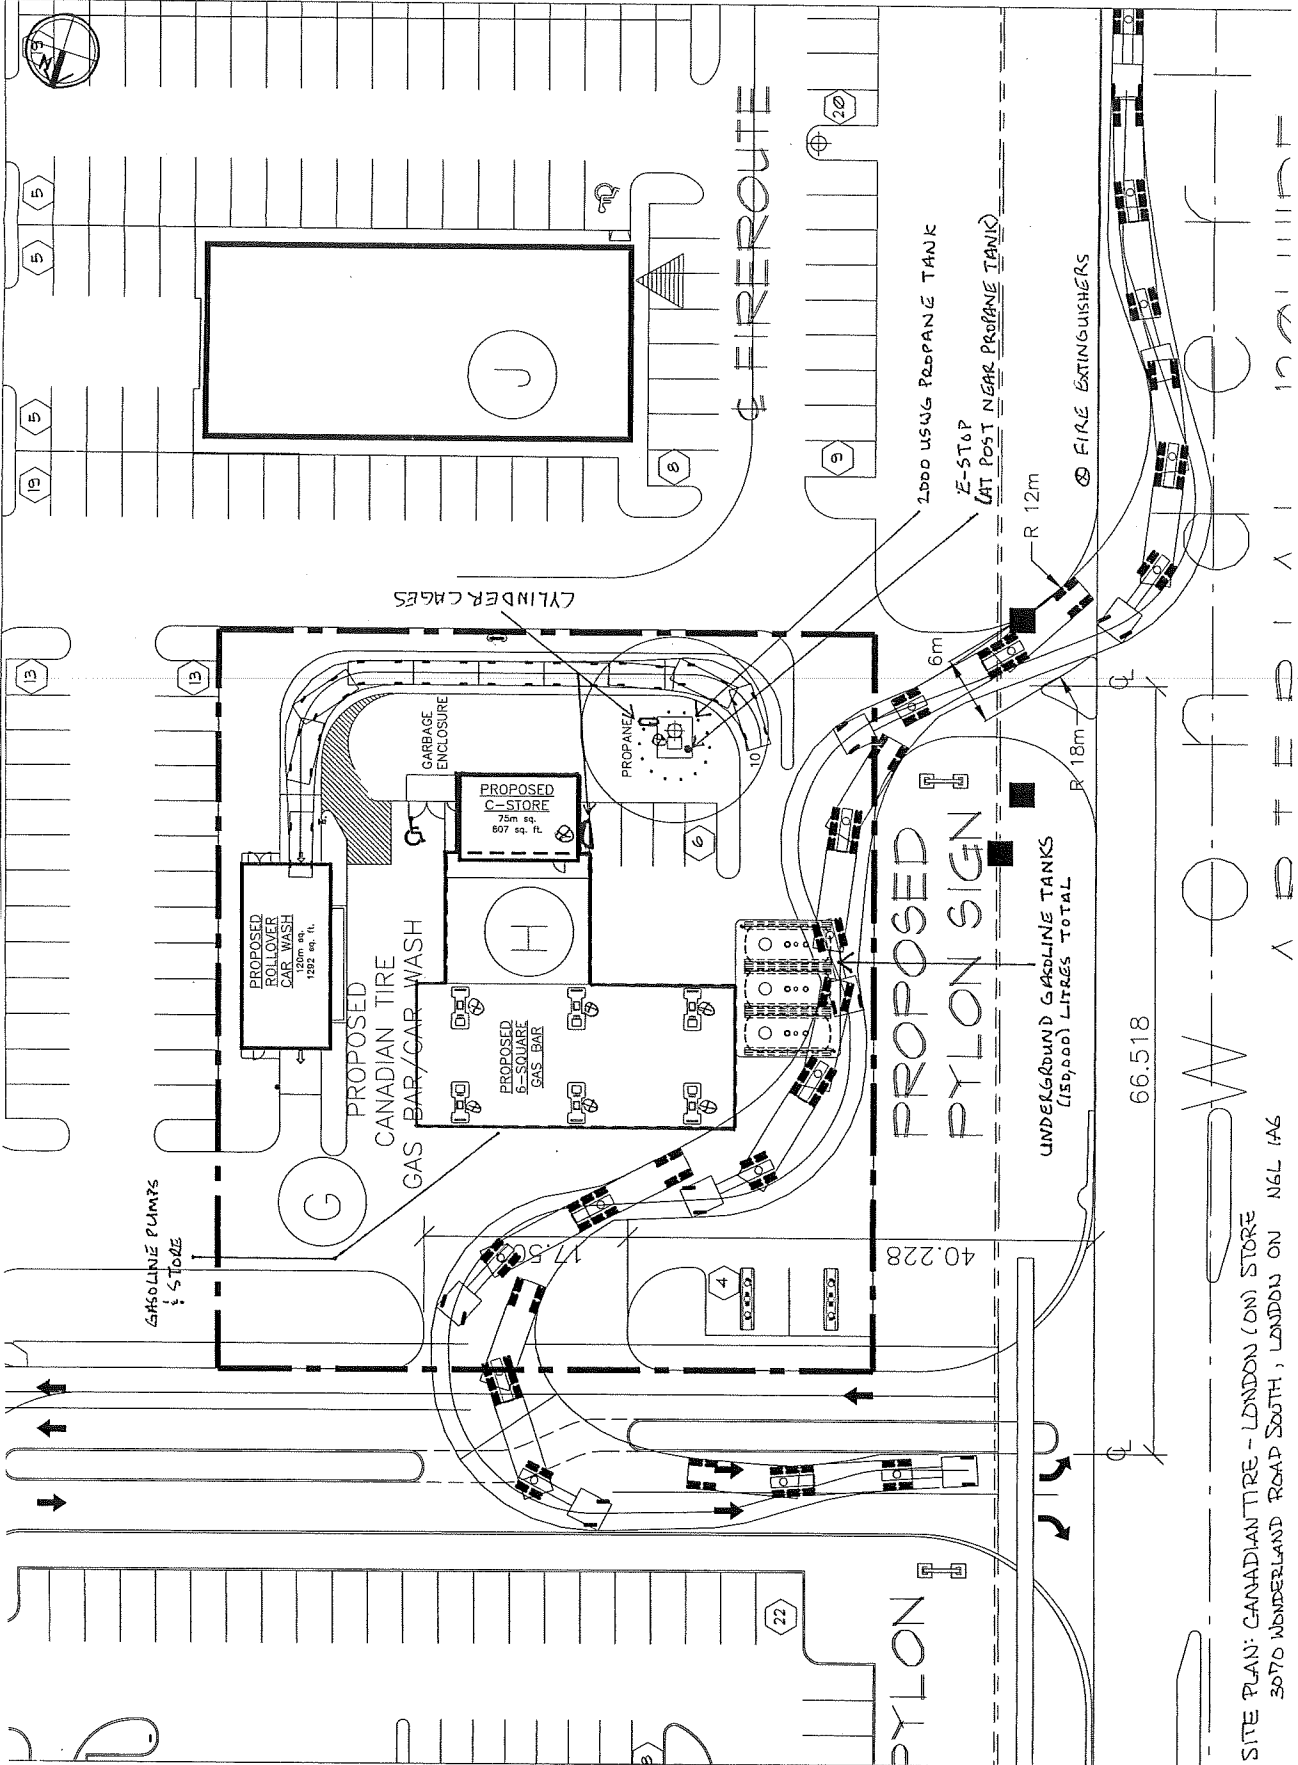 N
19
5
5
5
19
J
8
20
9
℄ FIREROUTE
2000 USWG PROPANE TANK
E-STOP
(AT POST NEAR PROPANE TANK)
⊗ FIRE EXTINGUISHERS
R 12m
6m
R 18m
℄
CYLINDER CAGES
13
13
GARBAGE
ENCLOSURE
PROPANE
10
6
PROPOSED
C-STORE
75m sq.
807 sq. ft.
H
PROPOSED
ROLLOVER
CAR WASH
120m sq.
1292 sq. ft.
PROPOSED
CANADIAN TIRE
GAS BAR/CAR WASH
PROPOSED
6-SQUARE
GAS BAR
G
GASOLINE PUMPS
& STORE
PROPOSED
PYLON SIGN
UNDERGROUND GASOLINE TANKS
(150,000) LITRES TOTAL
66.518
40.228
4
℄
22
PYLON
SITE PLAN: CANADIAN TIRE - LONDON (ON) STORE
3070 WONDERLAND ROAD SOUTH, LONDON ON N6L 1A6